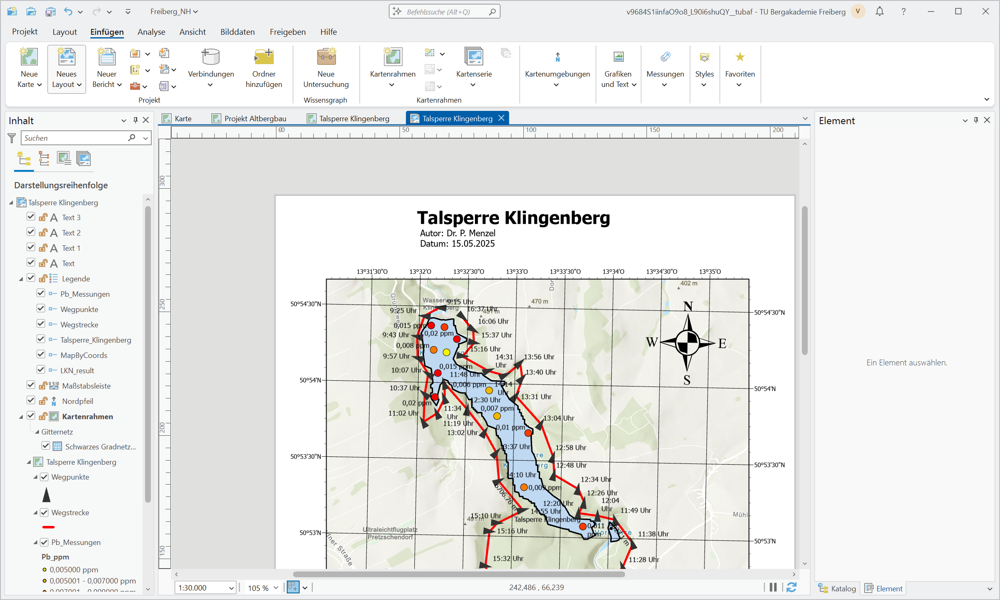 Freiberg_NH
Befehlssuche (Alt+Q)
v9684S1iinfaO9o8_L90i6shuQY__tubaf - TU Bergakademie Freiberg
V
?
Projekt
Layout
Einfügen
Analyse
Ansicht
Bilddaten
Freigeben
Hilfe
Neue Karte
Neues Layout
Neuer Bericht
Verbindungen
Ordner hinzufügen
Projekt
Neue Untersuchung
Wissensgraph
Kartenrahmen
Kartenserie
Kartenrahmen
Kartenumgebungen
Grafiken und Text
Messungen
Styles
Favoriten
Inhalt
Suchen
Darstellungsreihenfolge
Talsperre Klingenberg
Text 3
Text 2
Text 1
Text
Legende
Pb_Messungen
Wegpunkte
Wegstrecke
Talsperre_Klingenberg
MapByCoords
LKN_result
Maßstabsleiste
Nordpfeil
Kartenrahmen
Gitternetz
Schwarzes Gradnetz...
Talsperre Klingenberg
Wegpunkte
Wegstrecke
Pb_Messungen
Pb_ppm
0,005000 ppm
0,005001 - 0,007000 ppm
Karte
Projekt Altbergbau
Talsperre Klingenberg
Talsperre Klingenberg
0
50
100
150
200
300
250
200
150
Talsperre Klingenberg
Autor: Dr. P. Menzel
Datum: 15.05.2025
13°31'30"O
13°32'O
13°32'30"O
13°33'O
13°33'30"O
13°34'O
13°34'30"O
13°35'O
50°54'30"N
50°54'N
50°53'30"N
50°53'N
50°54'30"N
50°54'N
50°53'30"N
50°53'N
402 m
470 m
451 m
491 m
N
W
E
S
Wasserwerk
Klingenberg
9:15 Uhr
9:25 Uhr
16:37 Uhr
16:06 Uhr
0,015 ppm
0,02 ppm
9:43 Uhr
15:37 Uhr
0,008 ppm
15:16 Uhr
9:57 Uhr
14:31 Uhr
13:56 Uhr
0,015 ppm
10:07 Uhr
11:48 Uhr
13:40 Uhr
0,006 ppm
14:14 Uhr
10:37 Uhr
13:31 Uhr
12:30 Uhr
0,02 ppm
0,007 ppm
11:02 Uhr
11:34 Uhr
13:04 Uhr
11:19 Uhr
0,01 ppm
13:02 Uhr
13:37 Uhr
12:58 Uhr
12:48 Uhr
14:10 Uhr
12:34 Uhr
0,009 ppm
12:26 Uhr
6706.76 m
12:20 Uhr
12:04 Uhr
14:55 Uhr
11:49 Uhr
15:10 Uhr
Talsperre Klingenberg
Mühl
0,011 ppm
Ultraleichtflugplatz
Pretzschendorf
15:16 Uhr
11:38 Uhr
15:32 Uhr
11:28 Uhr
1:30.000
105 %
242,486 , 66,239
Element
Ein Element auswählen.
Katalog
Element